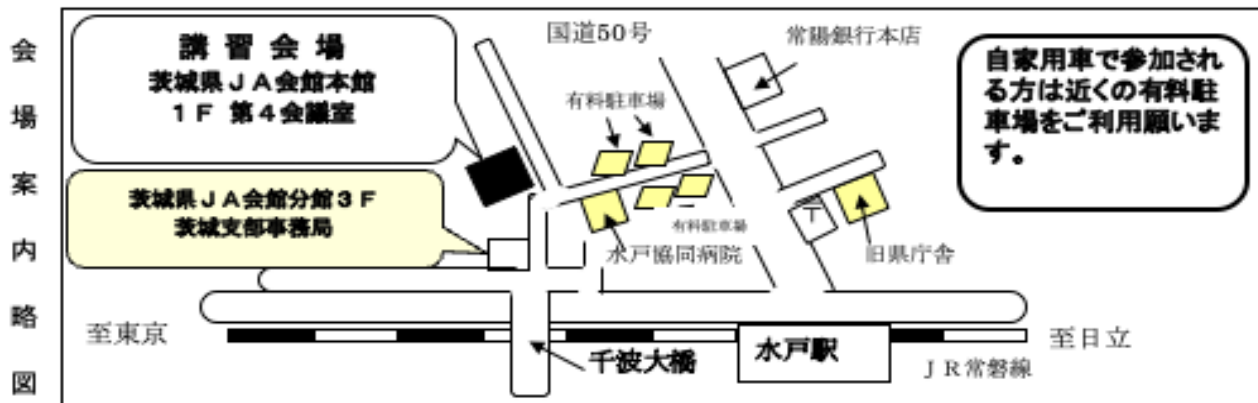 会場案内略図
講 習 会 場
茨城県ＪＡ会館本館
１Ｆ 第４会議室
茨城県ＪＡ会館分館３Ｆ
茨城支部事務局
国道50号
常陽銀行本店
有料駐車場
有料駐車場
水戸協同病院
〒
旧県庁舎
自家用車で参加され
る方は近くの有料駐
車場をご利用願いま
す。
至東京
千波大橋
水戸駅
至日立
ＪＲ常磐線